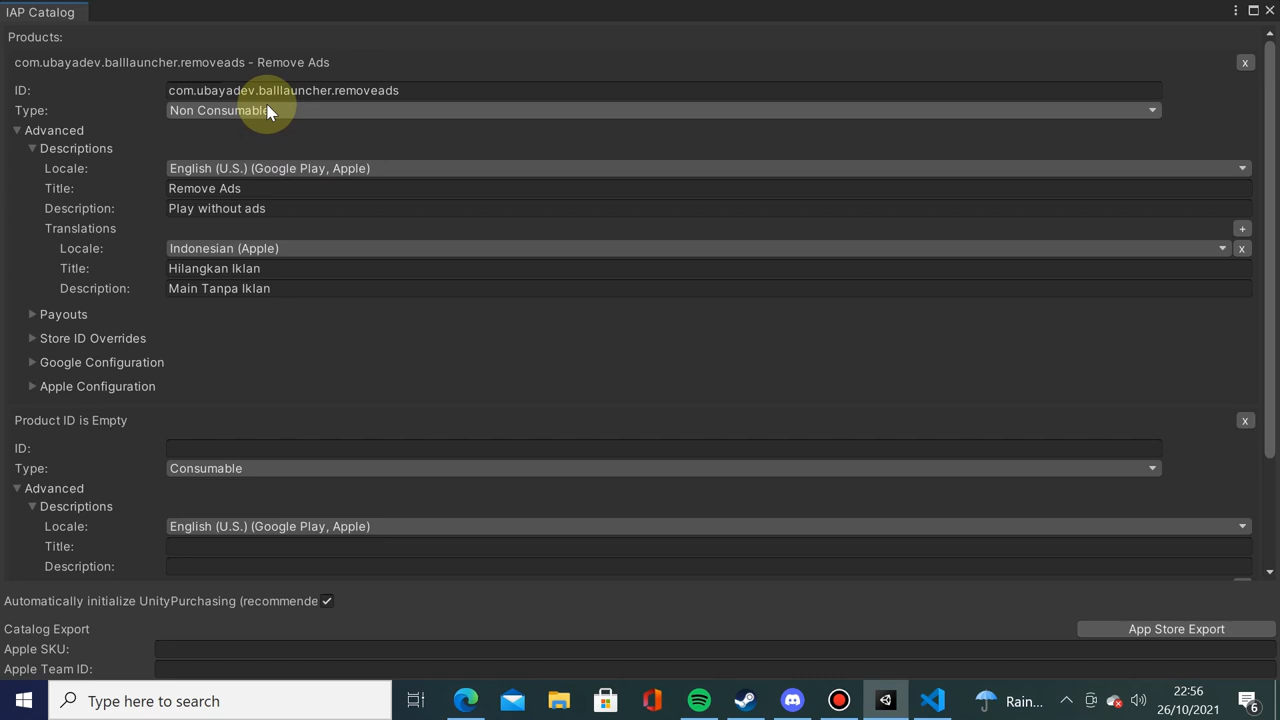 IAP Catalog
Products:
com.ubayadev.balllauncher.removeads - Remove Ads
x
ID: com.ubayadev.balllauncher.removeads
Type: Non Consumable
Advanced
Descriptions
Locale: English (U.S.) (Google Play, Apple)
Title: Remove Ads
Description: Play without ads
Translations +
Locale: Indonesian (Apple) x
Title: Hilangkan Iklan
Description: Main Tanpa Iklan
Payouts
Store ID Overrides
Google Configuration
Apple Configuration
Product ID is Empty x
ID:
Type: Consumable
Advanced
Descriptions
Locale: English (U.S.) (Google Play, Apple)
Title:
Description:
Automatically initialize UnityPurchasing (recommende
Catalog Export App Store Export
Apple SKU:
Apple Team ID:
Type here to search
Rain...
22:56
26/10/2021
6